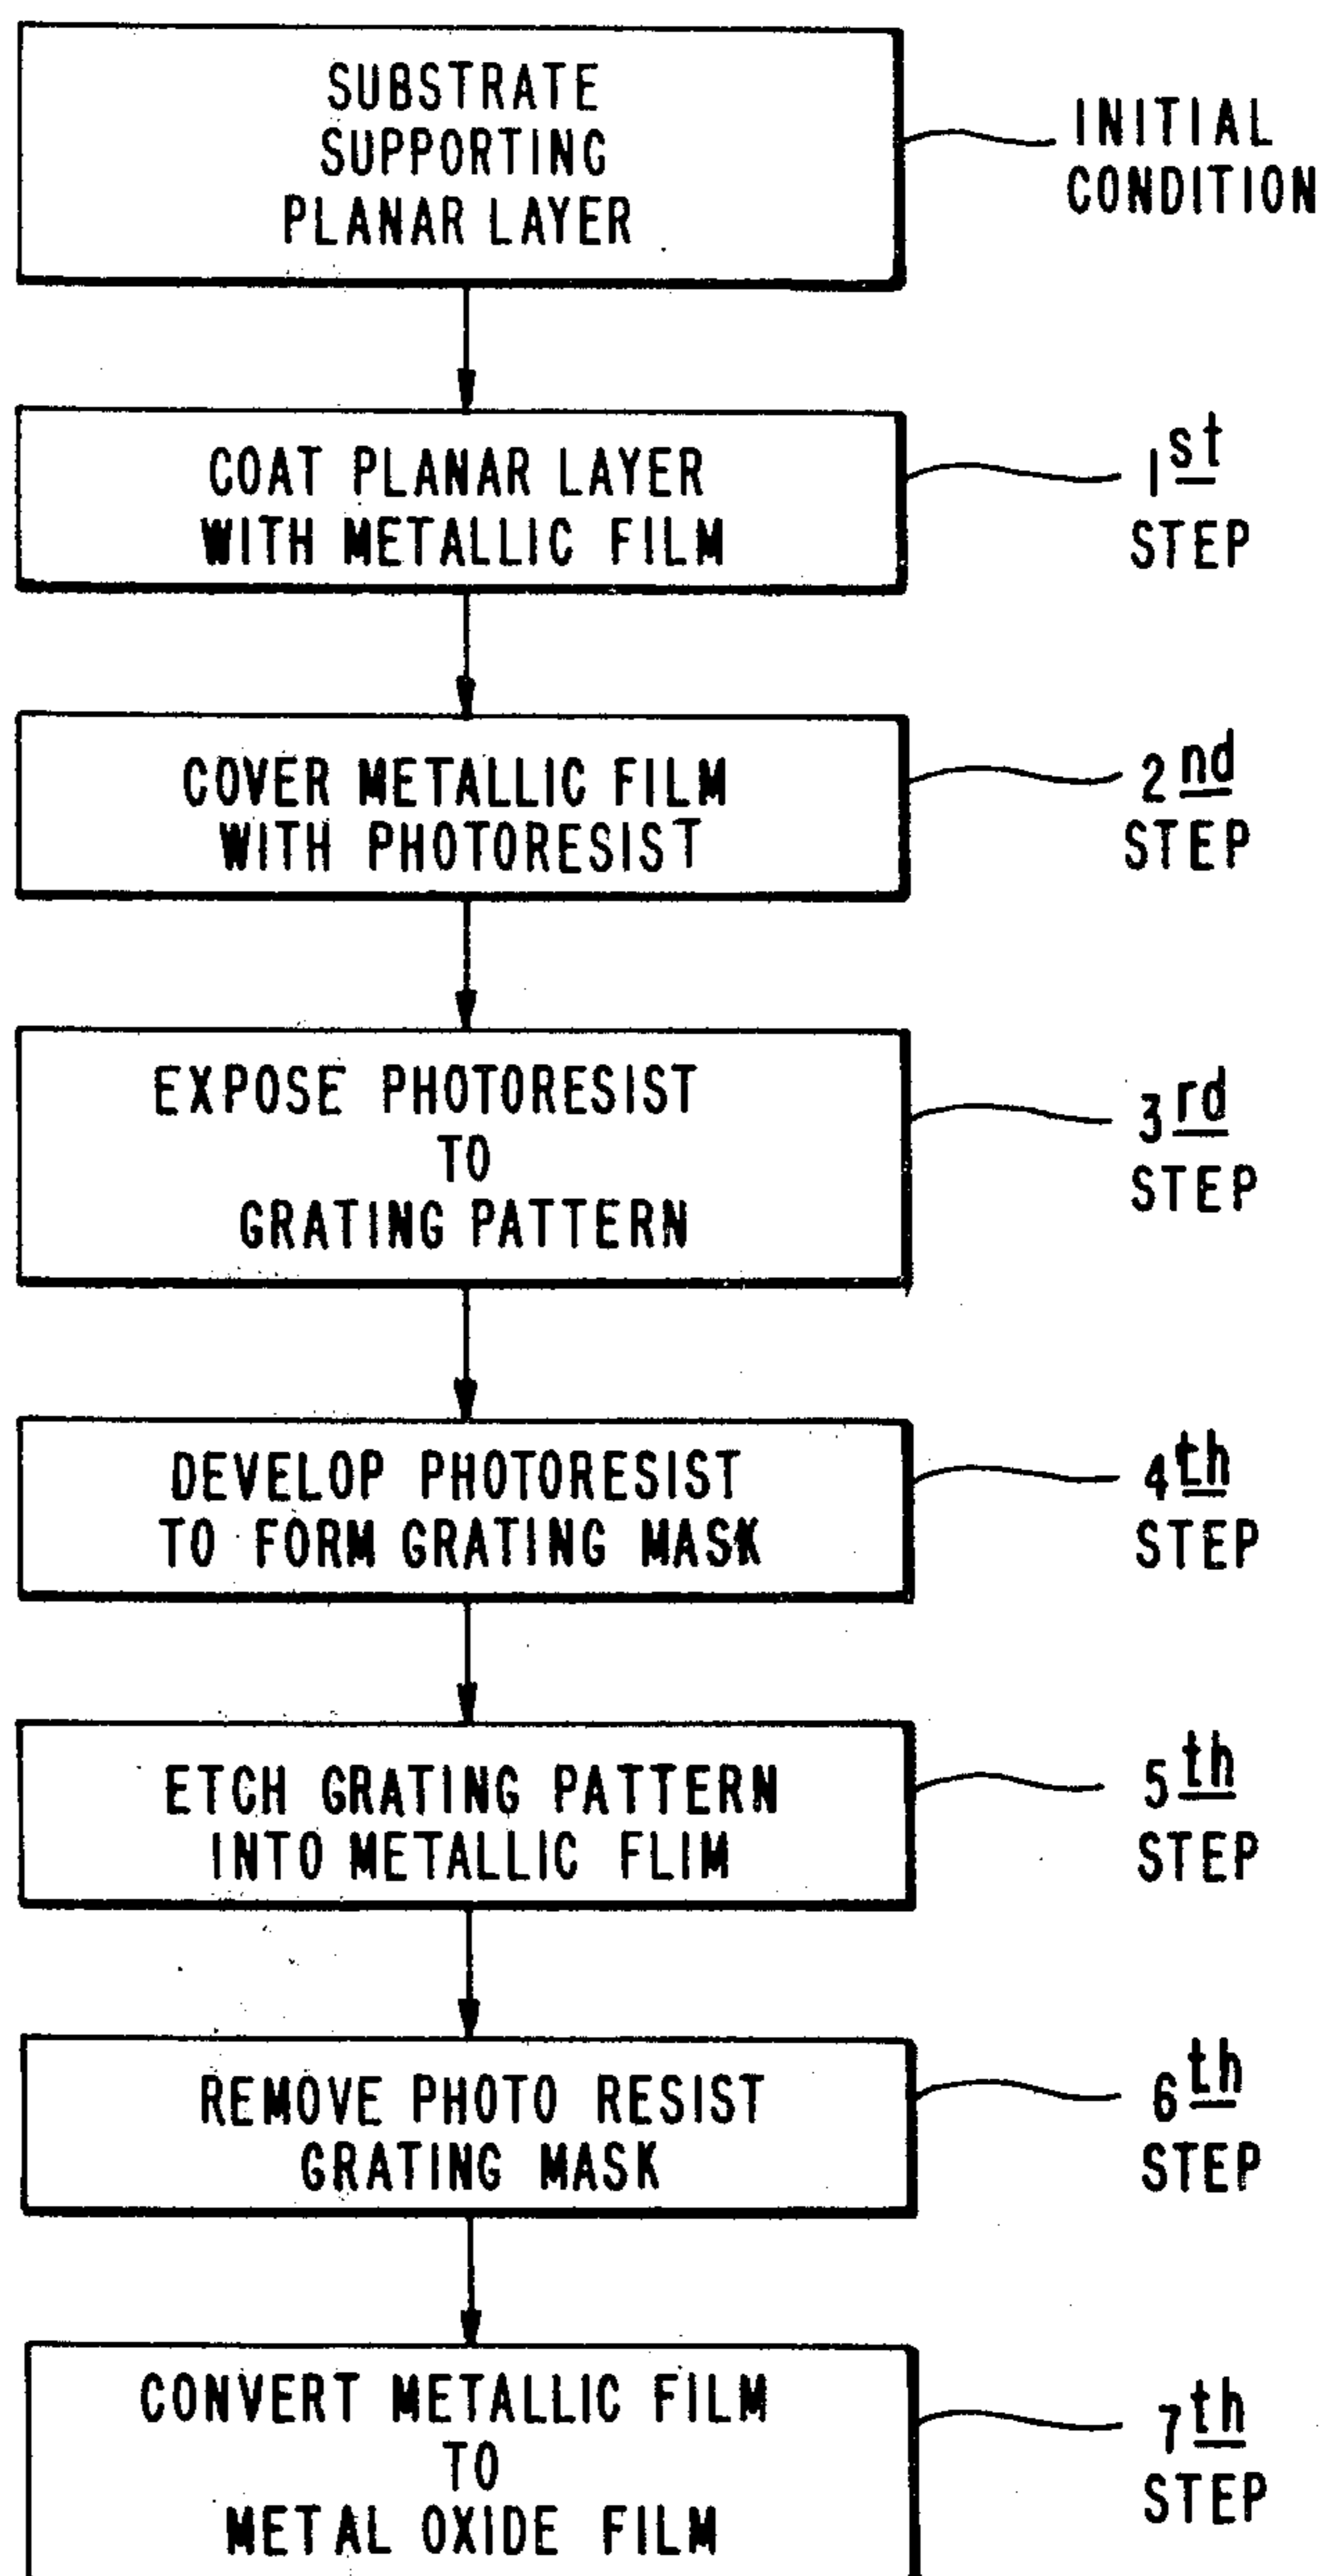 SUBSTRATE
SUPPORTING
PLANAR LAYER
INITIAL
CONDITION
COAT PLANAR LAYER
WITH METALLIC FILM
1st
STEP
COVER METALLIC FILM
WITH PHOTORESIST
2nd
STEP
EXPOSE PHOTORESIST
TO
GRATING PATTERN
3rd
STEP
DEVELOP PHOTORESIST
TO FORM GRATING MASK
4th
STEP
ETCH GRATING PATTERN
INTO METALLIC FLIM
5th
STEP
REMOVE PHOTO RESIST
GRATING MASK
6th
STEP
CONVERT METALLIC FILM
TO
METAL OXIDE FILM
7th
STEP